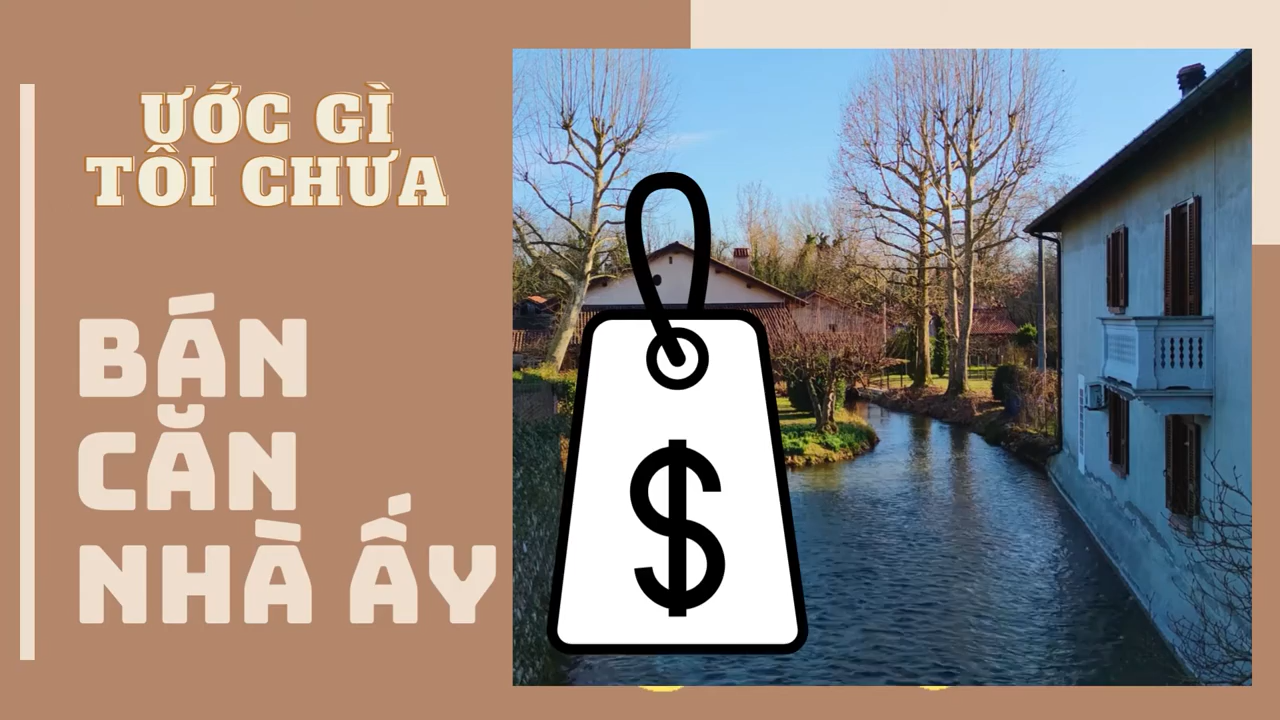 ƯỚC GÌ
TÔI CHƯA
BÁN
CĂN
NHÀ ẤY
$